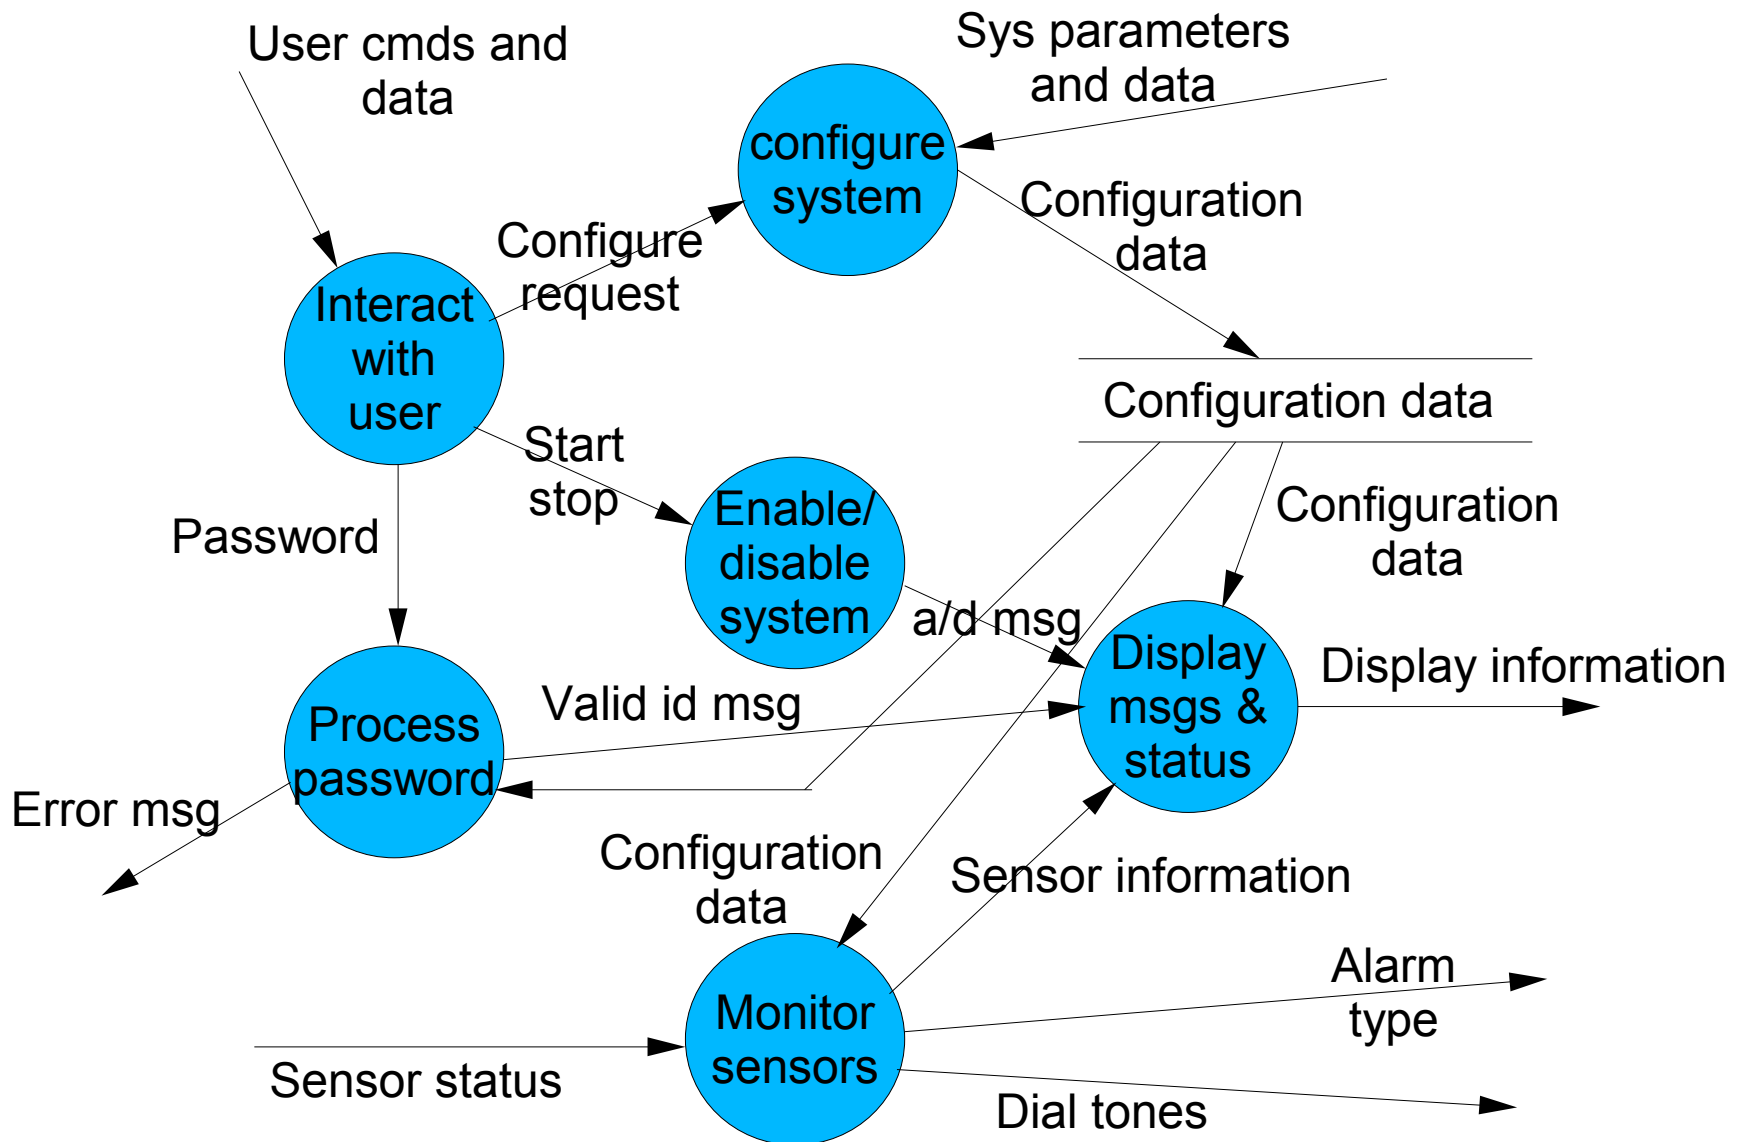 User cmds and
data
Sys parameters
and data
configure
system
Configuration
data
Configure
request
Interact
with
user
Configuration data
Start
stop
Enable/
disable
system
Configuration
data
Password
a/d msg
Display
msgs &
status
Display information
Valid id msg
Process
password
Error msg
Configuration
data
Sensor information
Alarm
type
Monitor
sensors
Sensor status
Dial tones